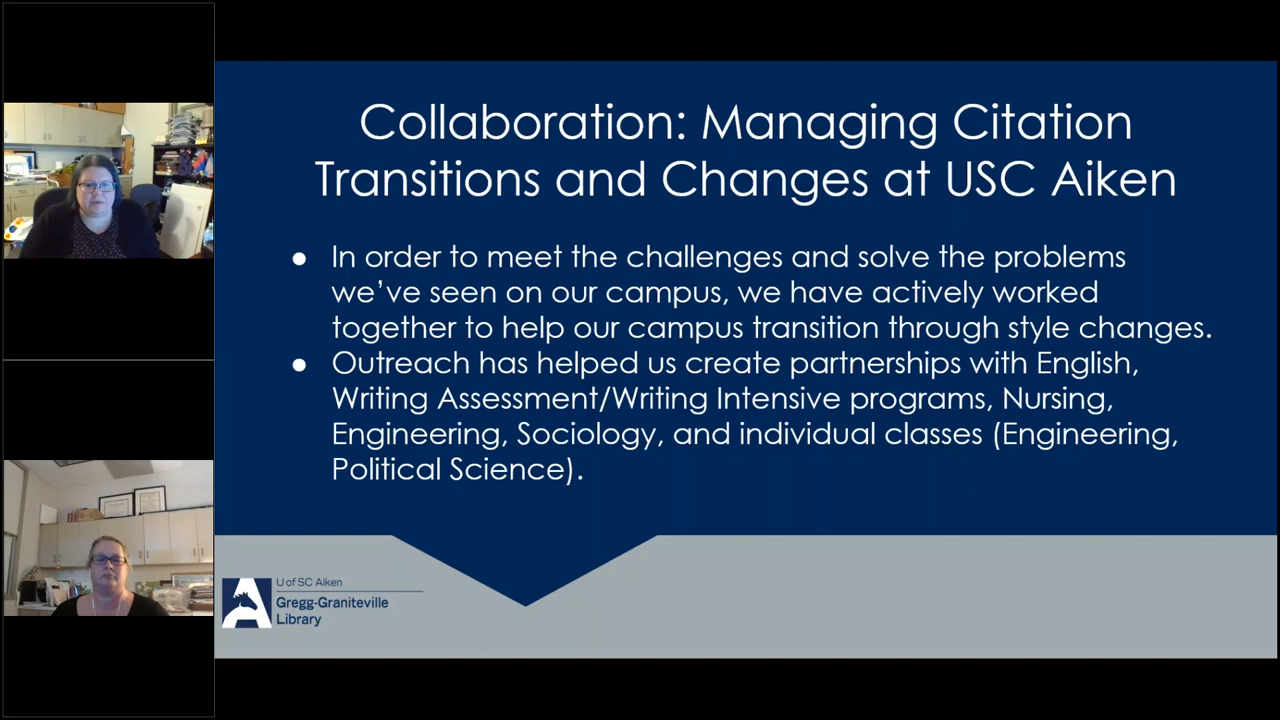 Collaboration: Managing Citation
Transitions and Changes at USC Aiken
● In order to meet the challenges and solve the problems
we’ve seen on our campus, we have actively worked
together to help our campus transition through style changes.
● Outreach has helped us create partnerships with English,
Writing Assessment/Writing Intensive programs, Nursing,
Engineering, Sociology, and individual classes (Engineering,
Political Science).
U of SC Aiken
Gregg-Graniteville
Library